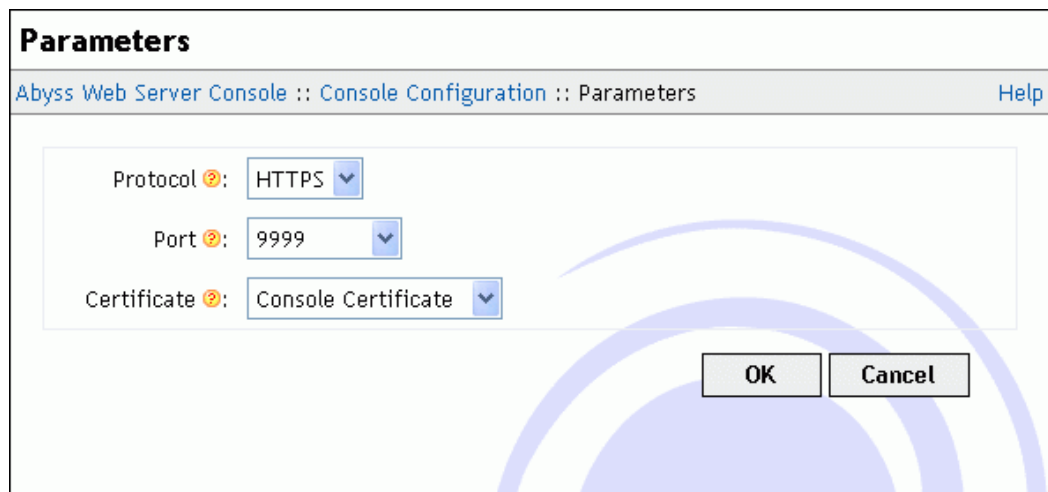 Parameters
Abyss Web Server Console :: Console Configuration :: Parameters Help
Protocol ?: HTTPS
Port ?: 9999
Certificate ?: Console Certificate
OK Cancel